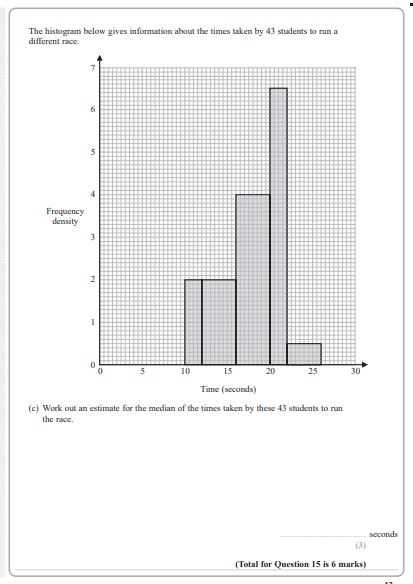 The histogram below gives information about the times taken by 43 students to run a
different race.
7
6
5
4
Frequency
density
3
2
1
0
0 5 10 15 20 25 30
Time (seconds)
(c) Work out an estimate for the median of the times taken by these 43 students to run
the race.
seconds
(3)
(Total for Question 15 is 6 marks)